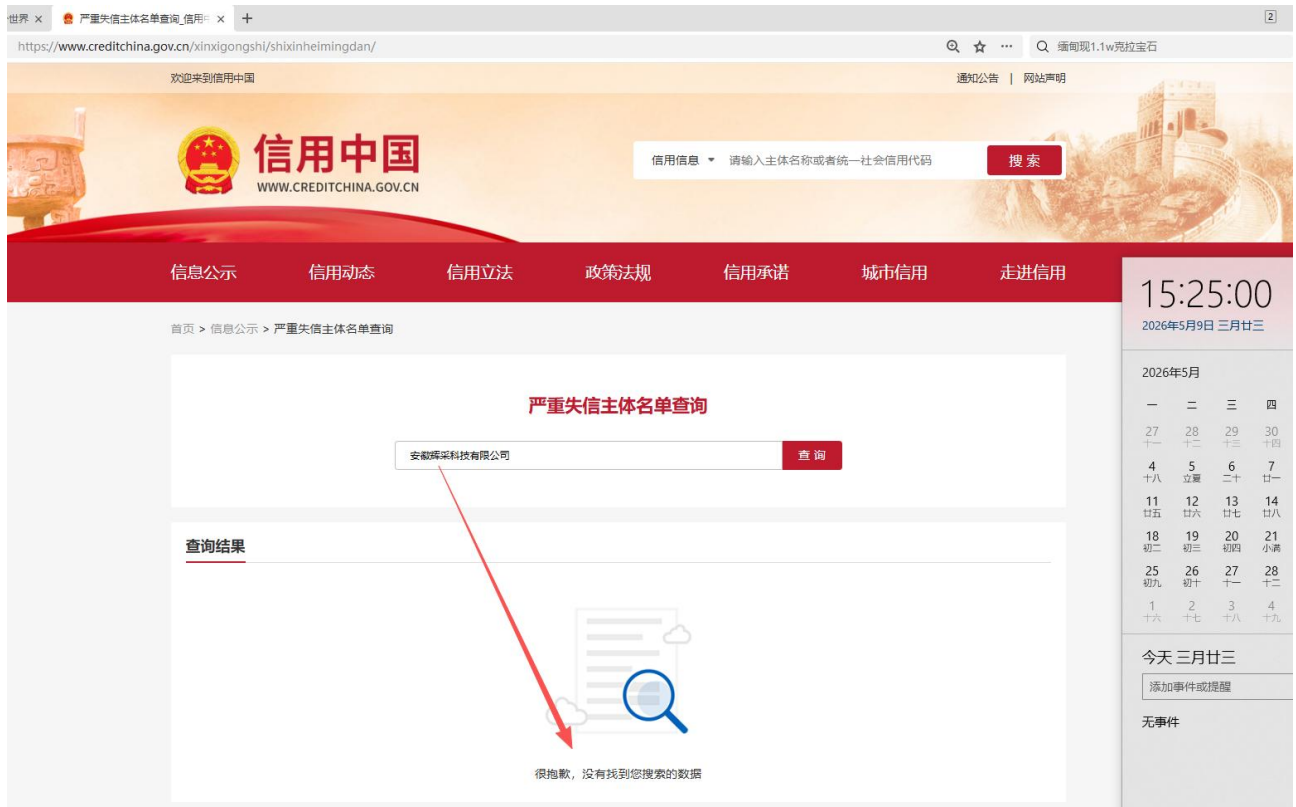 世界 ×
严重失信主体名单查询_信用中 × +
2
https://www.creditchina.gov.cn/xinxigongshi/shixinheimingdan/
缅甸现1.1w克拉宝石
欢迎来到信用中国
通知公告 | 网站声明
信用中国
WWW.CREDITCHINA.GOV.CN
信用信息
请输入主体名称或者统一社会信用代码
搜索
信息公示 信用动态 信用立法 政策法规 信用承诺 城市信用 走进信用
首页 > 信息公示 > 严重失信主体名单查询
严重失信主体名单查询
安徽辉采科技有限公司
查询
查询结果
很抱歉，没有找到您搜索的数据
15:25:00
2026年5月9日 三月廿三
2026年5月
一 二 三 四
27 28 29 30
十一 十二 十三 十四
4 5 6 7
十八 立夏 二十 廿一
11 12 13 14
廿五 廿六 廿七 廿八
18 19 20 21
初二 初三 初四 小满
25 26 27 28
初九 初十 十一 十二
1 2 3 4
十六 十七 十八 十九
今天 三月廿三
添加事件或提醒
无事件